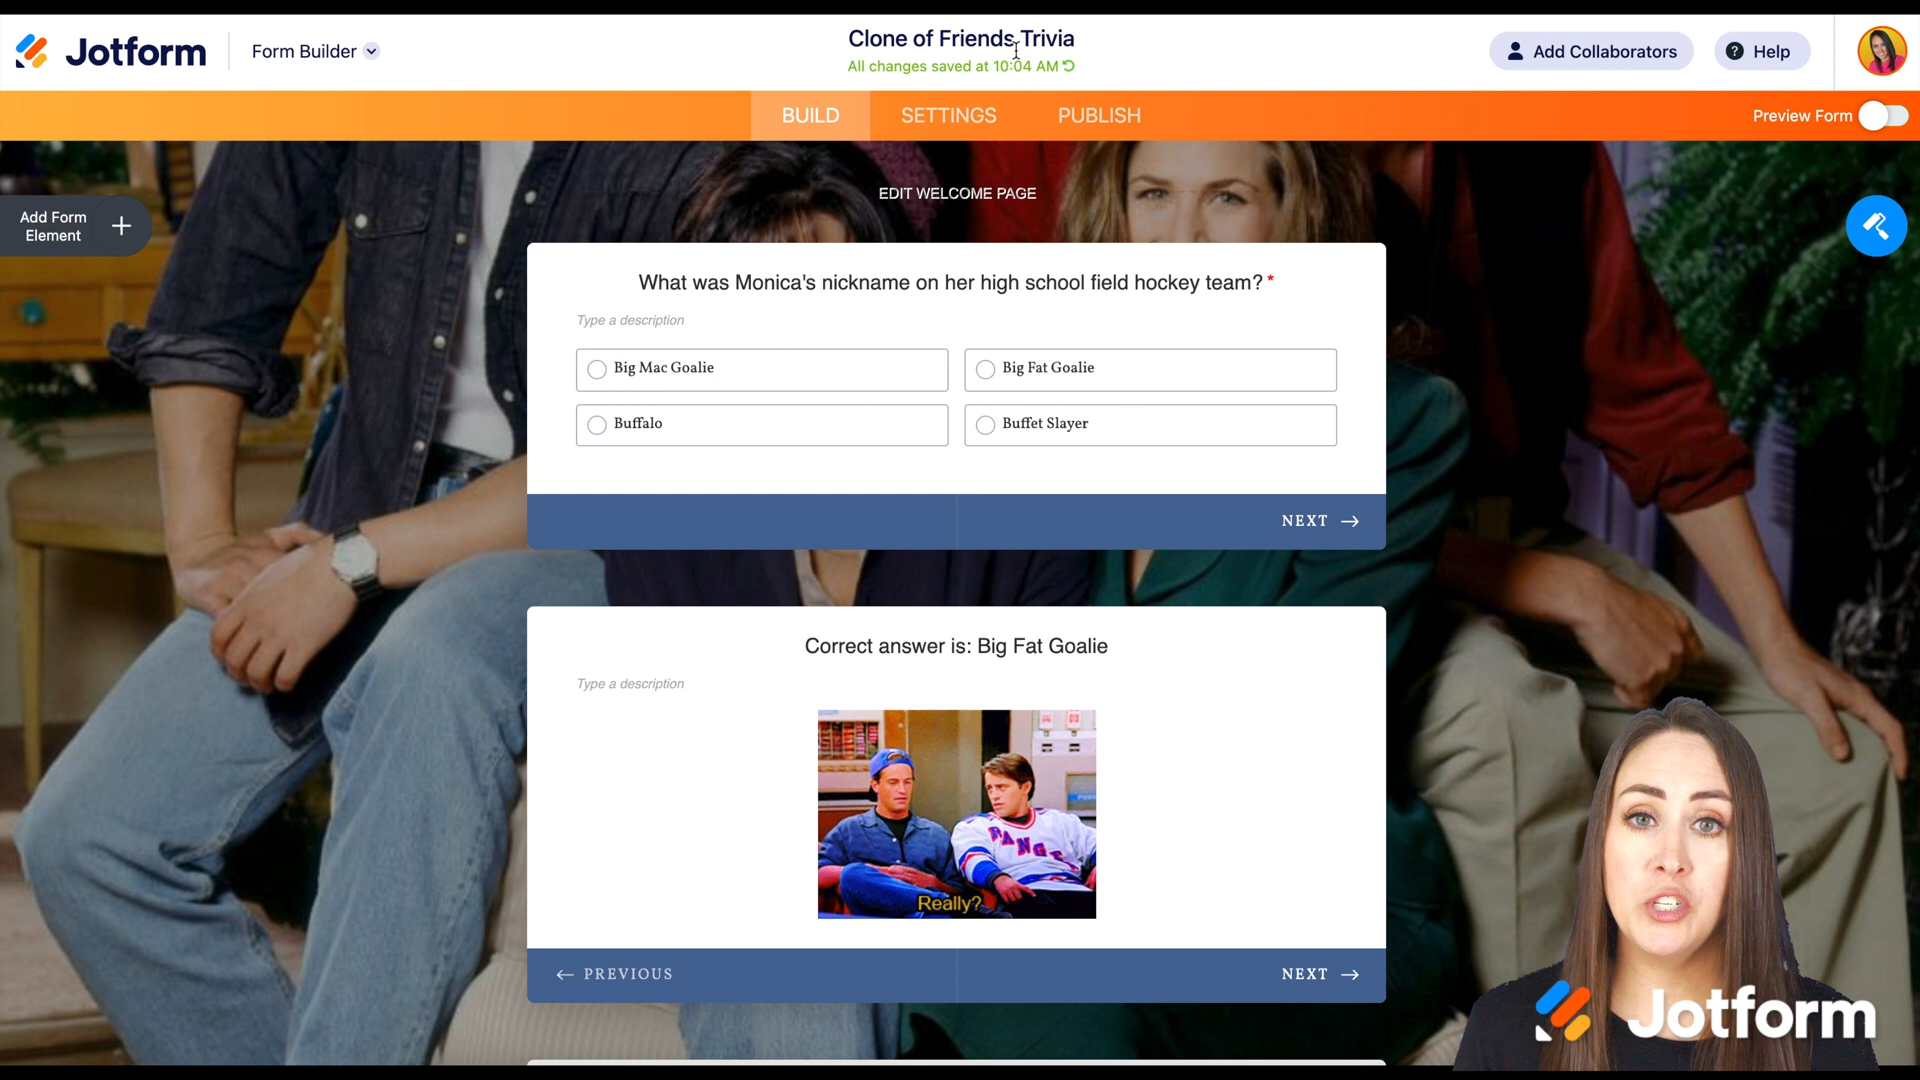 Jotform
Form Builder
Clone of Friends Trivia
All changes saved at 10:04 AM
Add Collaborators
Help
BUILD
SETTINGS
PUBLISH
Preview Form
EDIT WELCOME PAGE
Add Form
Element
What was Monica's nickname on her high school field hockey team? *
Type a description
Big Mac Goalie
Big Fat Goalie
Buffalo
Buffet Slayer
NEXT
Correct answer is: Big Fat Goalie
Type a description
RANGE
Really?
PREVIOUS
NEXT
Jotform